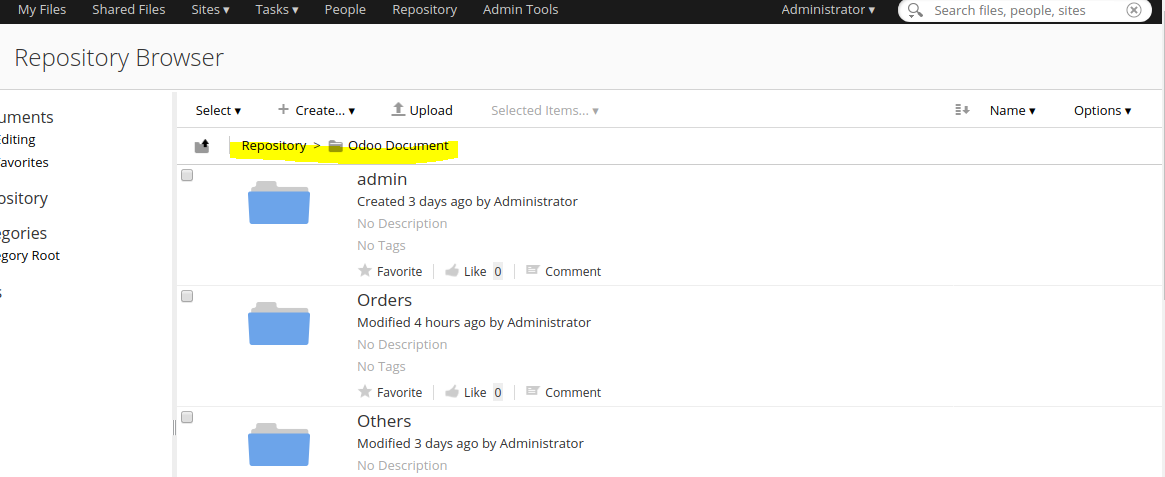 My Files Shared Files Sites ▾ Tasks ▾ People Repository Admin Tools Administrator ▾ Search files, people, sites
Repository Browser
Select ▾ + Create... ▾ Upload Selected Items... ▾ Name ▾ Options ▾
Repository > Odoo Document
uments
Editing
avorites
ository
egories
egory Root
s
admin
Created 3 days ago by Administrator
No Description
No Tags
Favorite Like 0 Comment
Orders
Modified 4 hours ago by Administrator
No Description
No Tags
Favorite Like 0 Comment
Others
Modified 3 days ago by Administrator
No Description